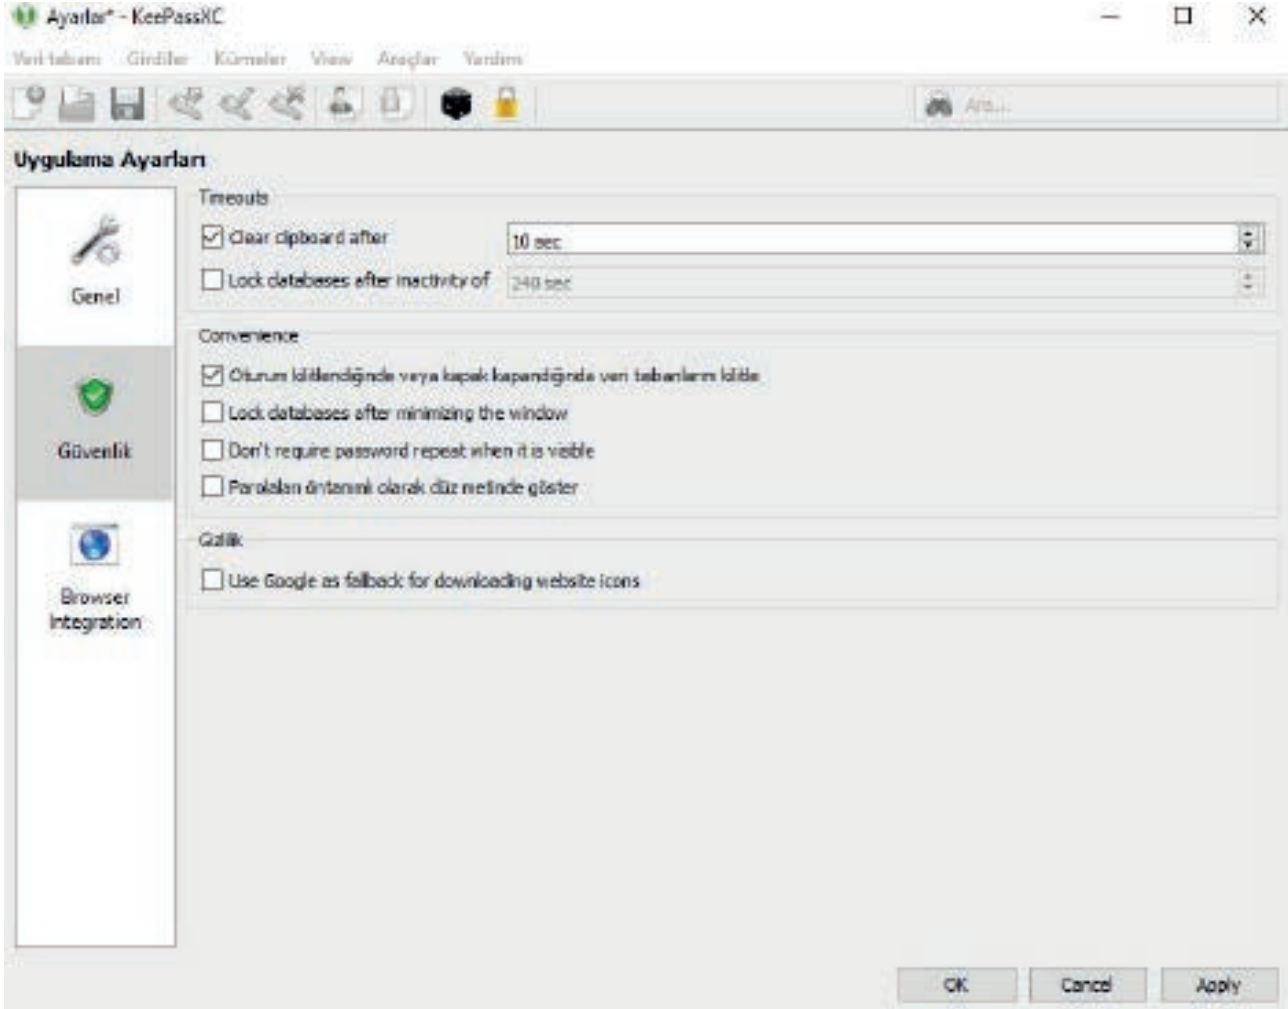 Ayarlar* - KeePassXC
Veri tabanı Girdiler Kümeler View Araçlar Yardım
Ara...
Uygulama Ayarları
Genel
Güvenlik
Browser
Integration
Timeouts
Clear clipboard after
10 sec
Lock databases after inactivity of
240 sec
Convenience
Oturum kilitlendiğinde veya kapak kapandığında veri tabanlarını kilitle
Lock databases after minimizing the window
Don't require password repeat when it is visible
Parolaları öntanımlı olarak düz metinde göster
Gizlilik
Use Google as fallback for downloading website icons
OK Cancel Apply